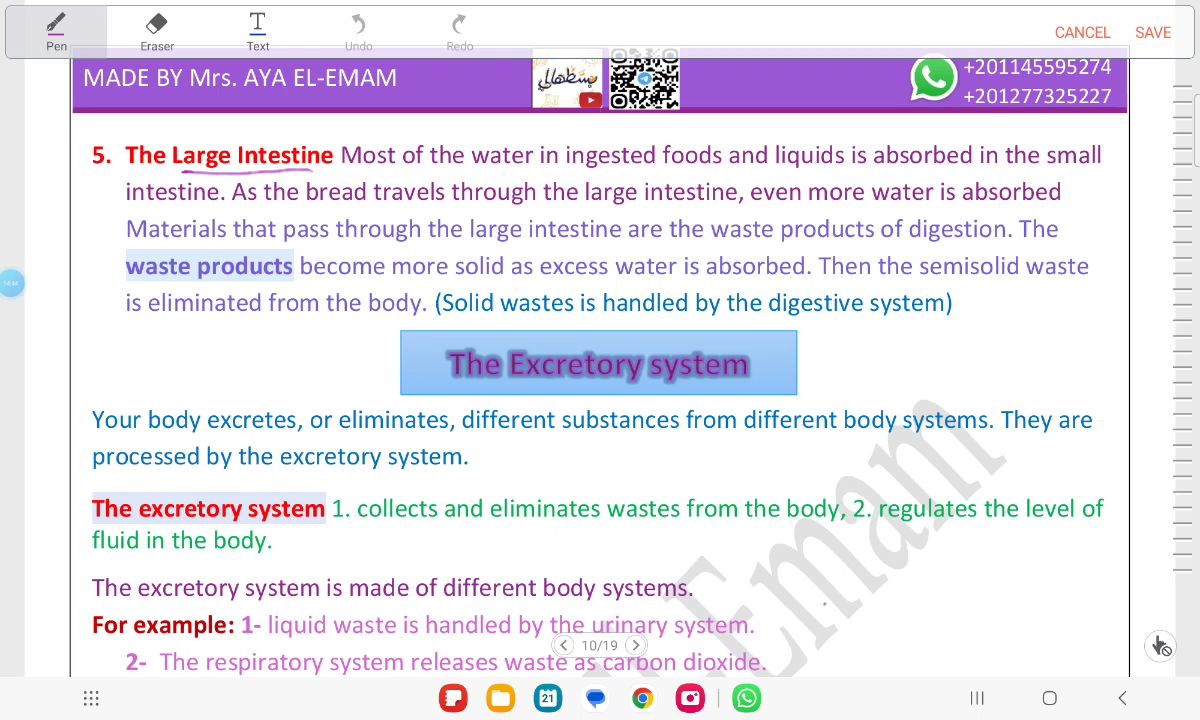 Pen Eraser Text Undo Redo CANCEL SAVE
MADE BY Mrs. AYA EL-EMAM
+201145595274
+201277325227
5. The Large Intestine Most of the water in ingested foods and liquids is absorbed in the small
intestine. As the bread travels through the large intestine, even more water is absorbed
Materials that pass through the large intestine are the waste products of digestion. The
waste products become more solid as excess water is absorbed. Then the semisolid waste
is eliminated from the body. (Solid wastes is handled by the digestive system)
The Excretory system
Your body excretes, or eliminates, different substances from different body systems. They are
processed by the excretory system.
The excretory system 1. collects and eliminates wastes from the body, 2. regulates the level of
fluid in the body.
The excretory system is made of different body systems.
For example: 1- liquid waste is handled by the urinary system.
10/19
2- The respiratory system releases waste as carbon dioxide.
Emam
21